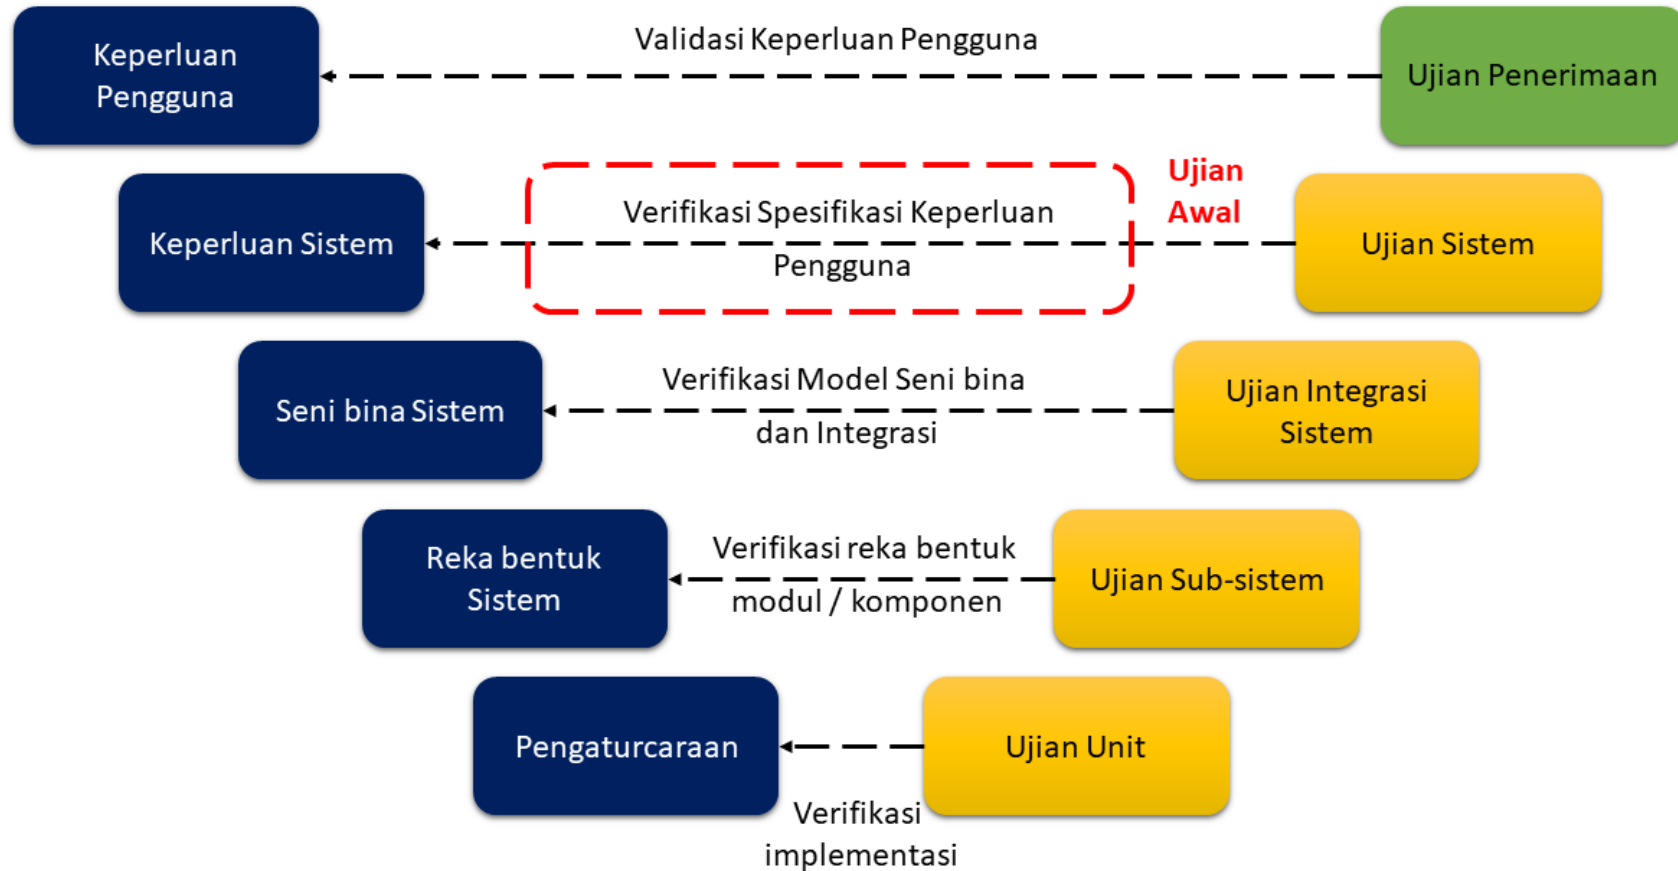 Keperluan
Pengguna
Validasi Keperluan Pengguna
Ujian Penerimaan
Keperluan Sistem
Verifikasi Spesifikasi Keperluan
Pengguna
Ujian
Awal
Ujian Sistem
Seni bina Sistem
Verifikasi Model Seni bina
dan Integrasi
Ujian Integrasi
Sistem
Reka bentuk
Sistem
Verifikasi reka bentuk
modul / komponen
Ujian Sub-sistem
Pengaturcaraan
Ujian Unit
Verifikasi
implementasi